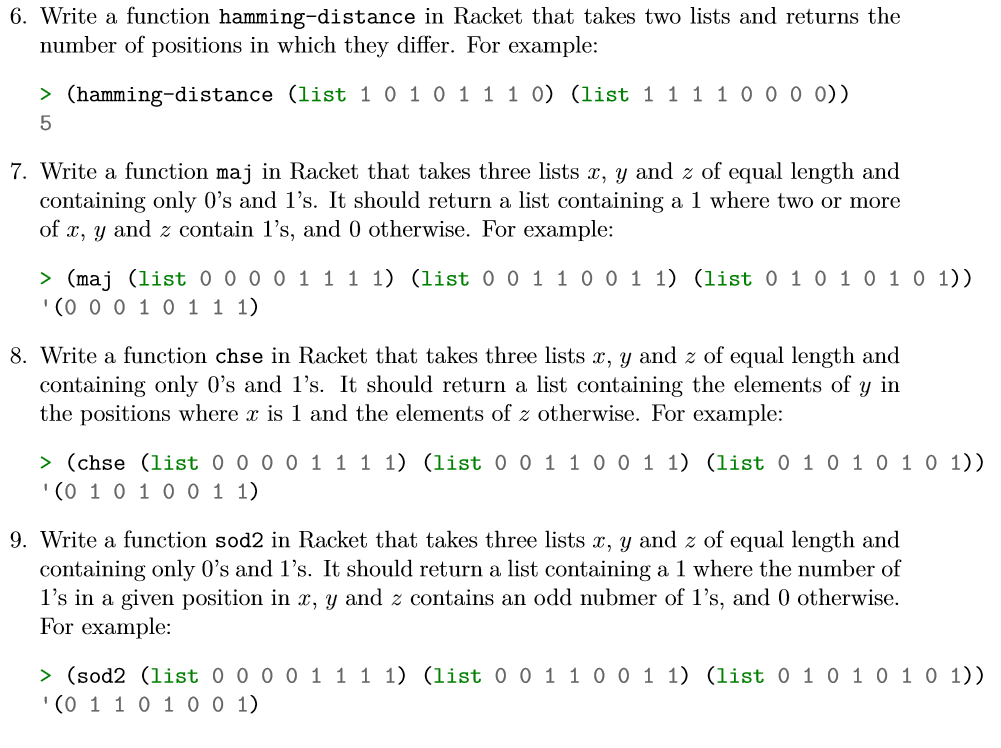 6. Write a function hamming-distance in Racket that takes two lists and returns the
number of positions in which they differ. For example:
> (hamming-distance (list 1 0 1 0 1 1 1 0) (list 1 1 1 1 0 0 0 0))
5
7. Write a function maj in Racket that takes three lists x, y and z of equal length and
containing only 0's and 1's. It should return a list containing a 1 where two or more
of x, y and z contain 1's, and 0 otherwise. For example:
> (maj (list 0 0 0 0 1 1 1 1) (list 0 0 1 1 0 0 1 1) (list 0 1 0 1 0 1 0 1))
'(0 0 0 1 0 1 1 1)
8. Write a function chse in Racket that takes three lists x, y and z of equal length and
containing only 0's and 1's. It should return a list containing the elements of y in
the positions where x is 1 and the elements of z otherwise. For example:
> (chse (list 0 0 0 0 1 1 1 1) (list 0 0 1 1 0 0 1 1) (list 0 1 0 1 0 1 0 1))
'(0 1 0 1 0 0 1 1)
9. Write a function sod2 in Racket that takes three lists x, y and z of equal length and
containing only 0's and 1's. It should return a list containing a 1 where the number of
1's in a given position in x, y and z contains an odd nubmer of 1's, and 0 otherwise.
For example:
> (sod2 (list 0 0 0 0 1 1 1 1) (list 0 0 1 1 0 0 1 1) (list 0 1 0 1 0 1 0 1))
'(0 1 1 0 1 0 0 1)